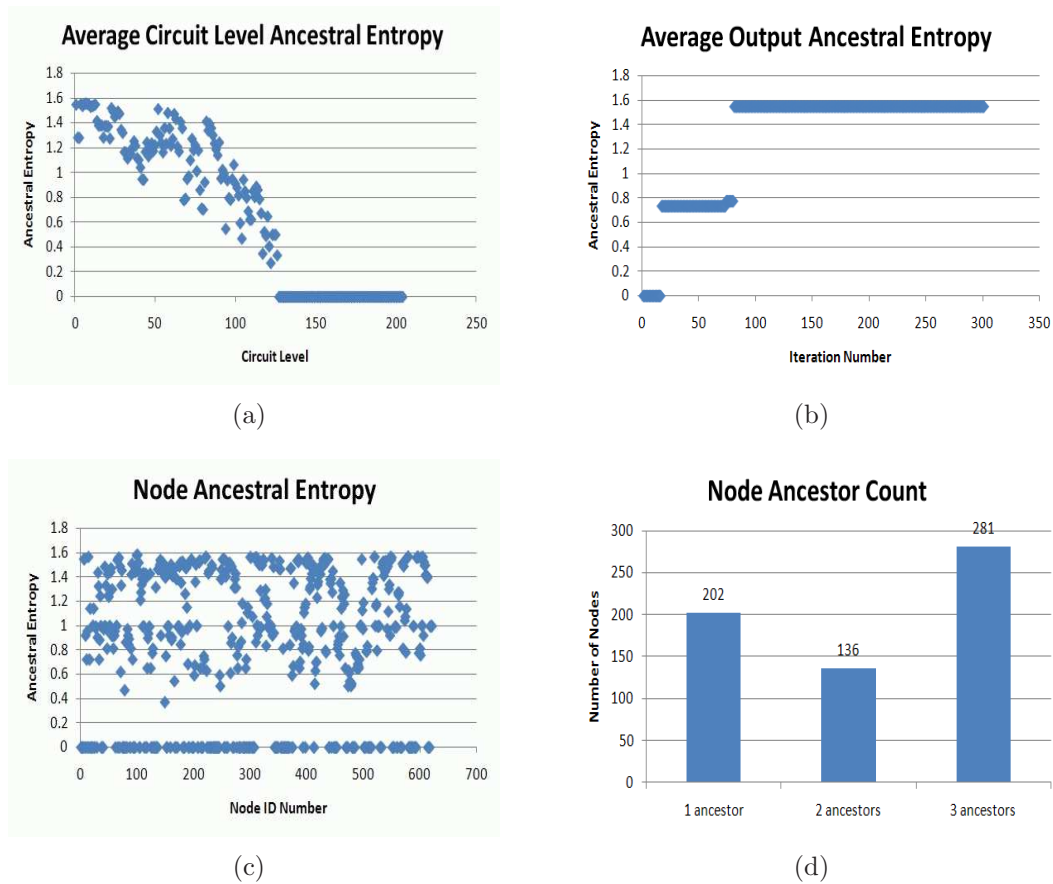 Average Circuit Level Ancestral Entropy
1.8
1.6
1.4
1.2
1
0.8
0.6
0.4
0.2
0
Ancestral Entropy
0 50 100 150 200 250
Circuit Level
(a)
Average Output Ancestral Entropy
1.8
1.6
1.4
1.2
1
0.8
0.6
0.4
0.2
0
Ancestral Entropy
0 50 100 150 200 250 300 350
Iteration Number
(b)
Node Ancestral Entropy
1.8
1.6
1.4
1.2
1
0.8
0.6
0.4
0.2
0
Ancestral Entropy
0 100 200 300 400 500 600 700
Node ID Number
(c)
Node Ancestor Count
300
250
200
150
100
50
0
Number of Nodes
202
136
281
1 ancestor 2 ancestors 3 ancestors
(d)